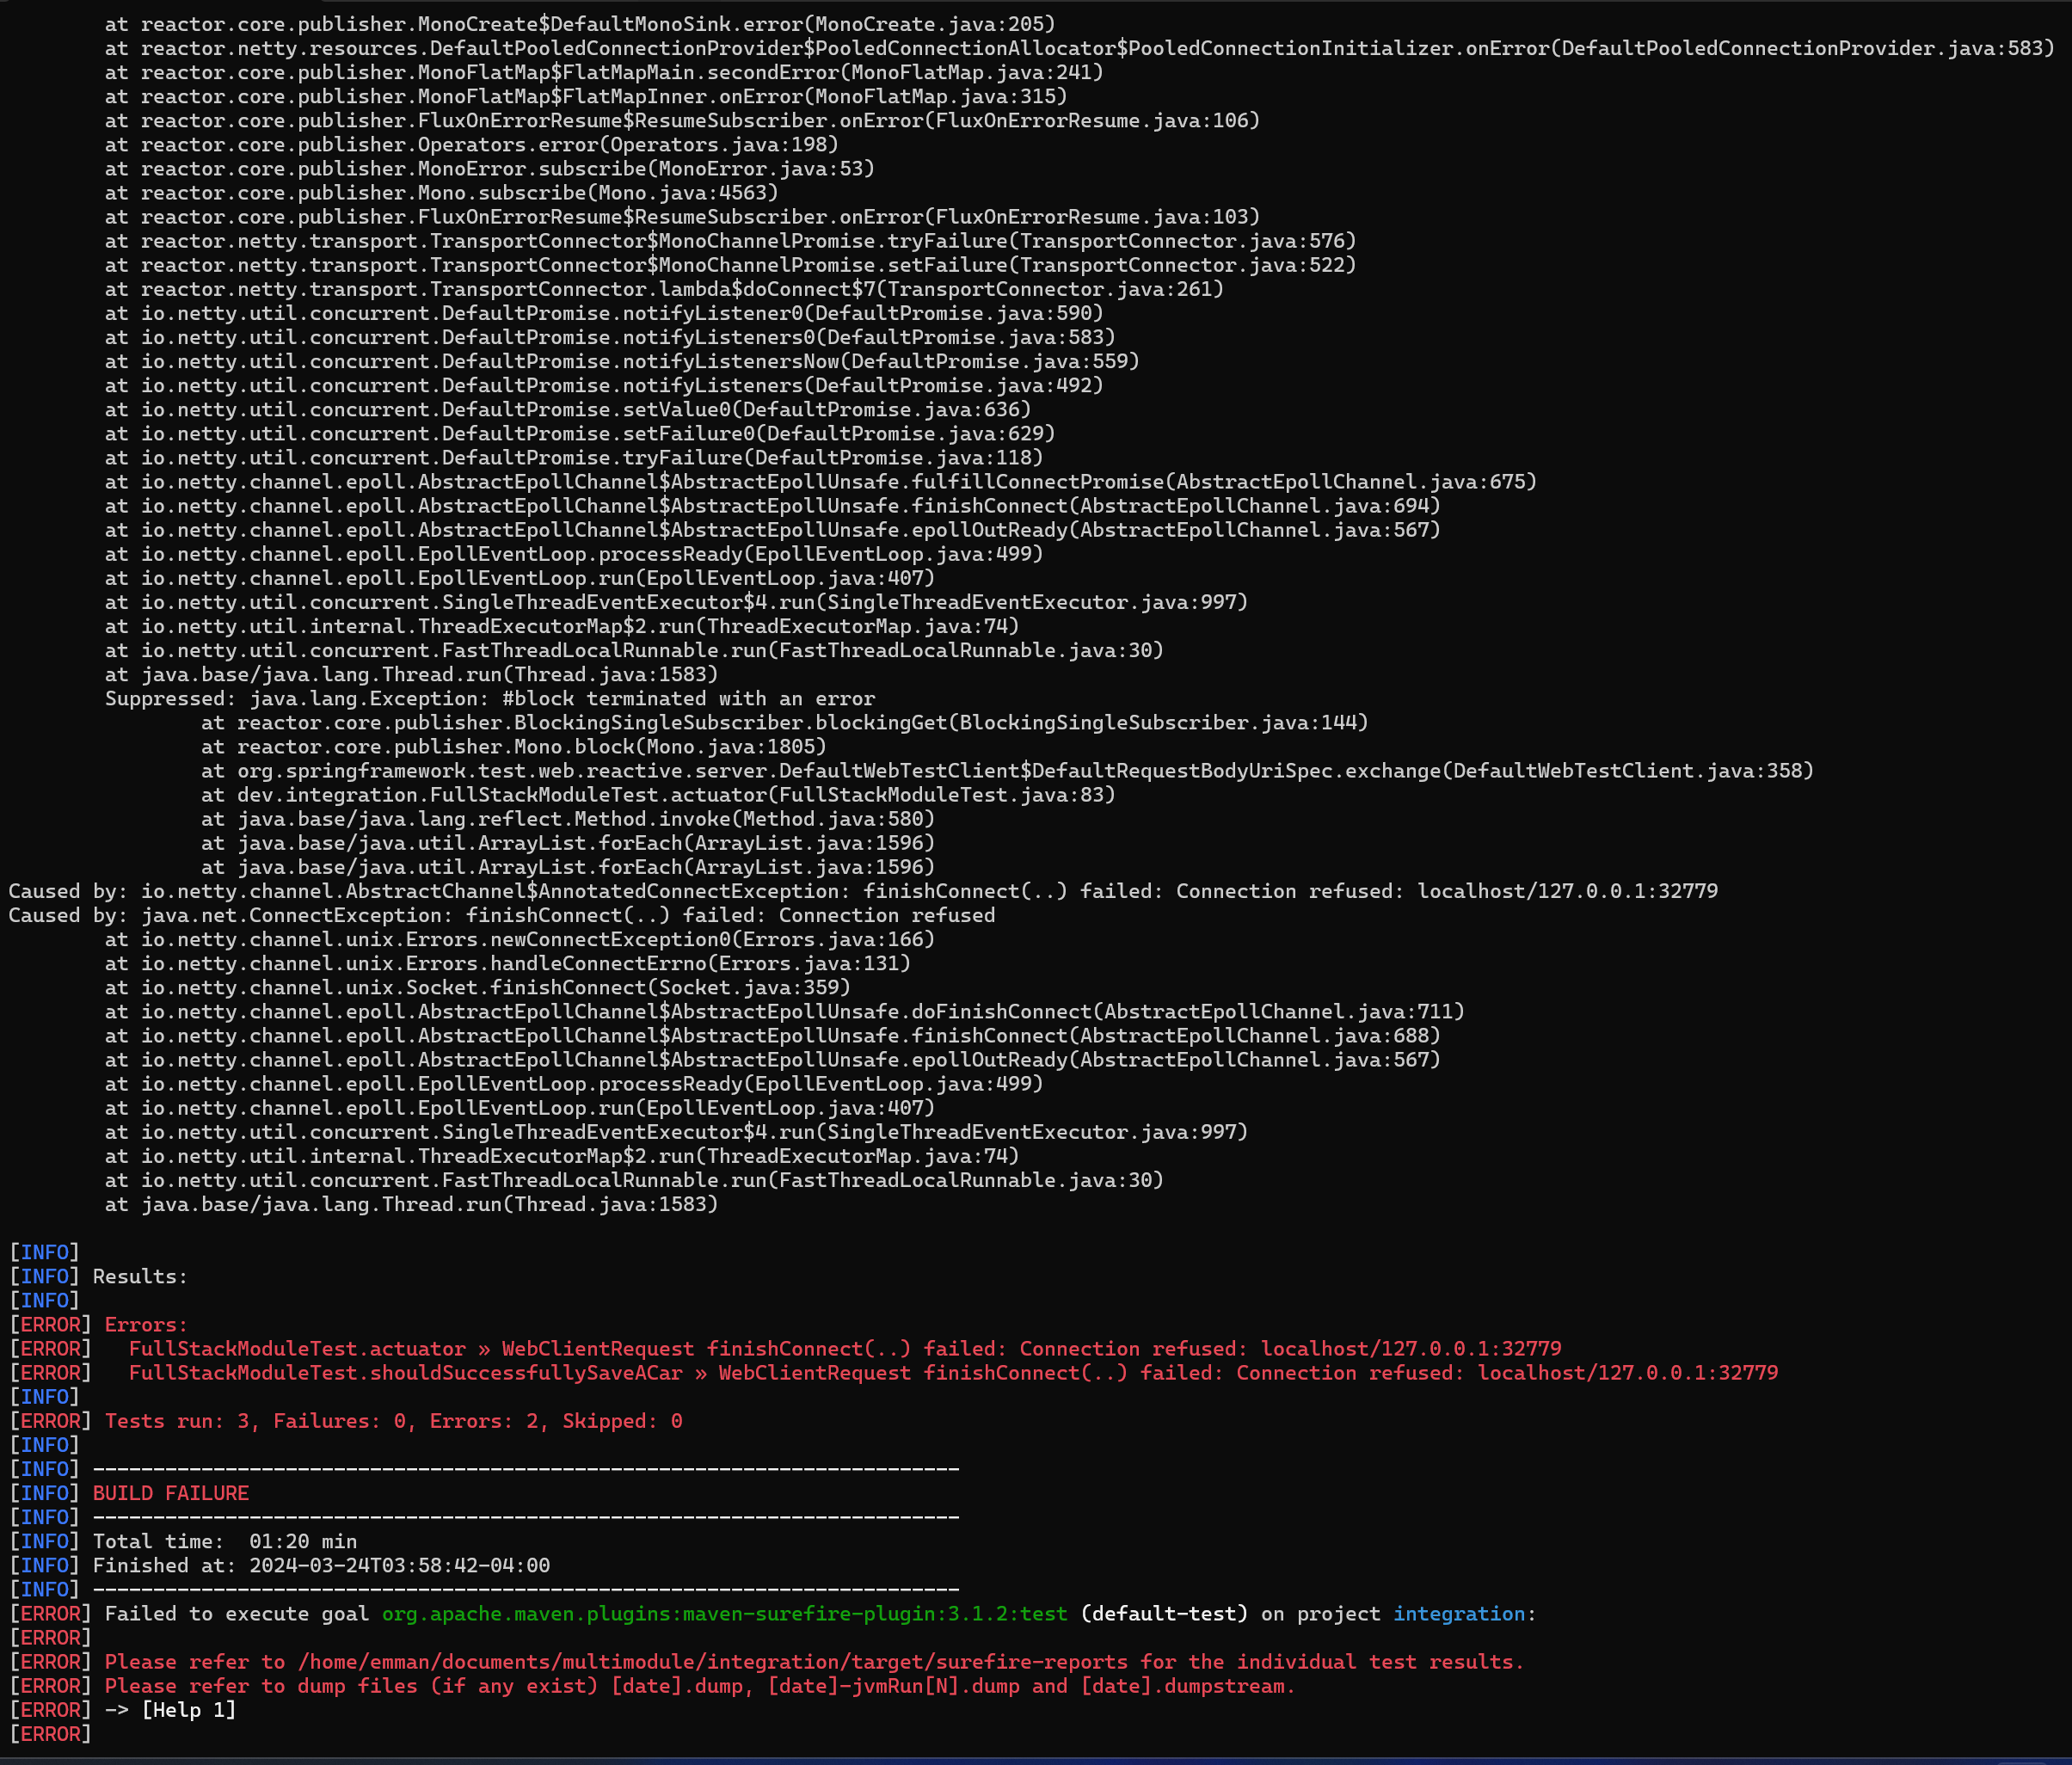 at reactor.core.publisher.MonoCreate$DefaultMonoSink.error(MonoCreate.java:205)
at reactor.netty.resources.DefaultPooledConnectionProvider$PooledConnectionAllocator$PooledConnectionInitializer.onError(DefaultPooledConnectionProvider.java:583)
at reactor.core.publisher.MonoFlatMap$FlatMapMain.secondError(MonoFlatMap.java:241)
at reactor.core.publisher.MonoFlatMap$FlatMapInner.onError(MonoFlatMap.java:315)
at reactor.core.publisher.FluxOnErrorResume$ResumeSubscriber.onError(FluxOnErrorResume.java:106)
at reactor.core.publisher.Operators.error(Operators.java:198)
at reactor.core.publisher.MonoError.subscribe(MonoError.java:53)
at reactor.core.publisher.Mono.subscribe(Mono.java:4563)
at reactor.core.publisher.FluxOnErrorResume$ResumeSubscriber.onError(FluxOnErrorResume.java:103)
at reactor.netty.transport.TransportConnector$MonoChannelPromise.tryFailure(TransportConnector.java:576)
at reactor.netty.transport.TransportConnector$MonoChannelPromise.setFailure(TransportConnector.java:522)
at reactor.netty.transport.TransportConnector.lambda$doConnect$7(TransportConnector.java:261)
at io.netty.util.concurrent.DefaultPromise.notifyListener0(DefaultPromise.java:590)
at io.netty.util.concurrent.DefaultPromise.notifyListeners0(DefaultPromise.java:583)
at io.netty.util.concurrent.DefaultPromise.notifyListenersNow(DefaultPromise.java:559)
at io.netty.util.concurrent.DefaultPromise.notifyListeners(DefaultPromise.java:492)
at io.netty.util.concurrent.DefaultPromise.setValue0(DefaultPromise.java:636)
at io.netty.util.concurrent.DefaultPromise.setFailure0(DefaultPromise.java:629)
at io.netty.util.concurrent.DefaultPromise.tryFailure(DefaultPromise.java:118)
at io.netty.channel.epoll.AbstractEpollChannel$AbstractEpollUnsafe.fulfillConnectPromise(AbstractEpollChannel.java:675)
at io.netty.channel.epoll.AbstractEpollChannel$AbstractEpollUnsafe.finishConnect(AbstractEpollChannel.java:694)
at io.netty.channel.epoll.AbstractEpollChannel$AbstractEpollUnsafe.epollOutReady(AbstractEpollChannel.java:567)
at io.netty.channel.epoll.EpollEventLoop.processReady(EpollEventLoop.java:499)
at io.netty.channel.epoll.EpollEventLoop.run(EpollEventLoop.java:407)
at io.netty.util.concurrent.SingleThreadEventExecutor$4.run(SingleThreadEventExecutor.java:997)
at io.netty.util.internal.ThreadExecutorMap$2.run(ThreadExecutorMap.java:74)
at io.netty.util.concurrent.FastThreadLocalRunnable.run(FastThreadLocalRunnable.java:30)
at java.base/java.lang.Thread.run(Thread.java:1583)
Suppressed: java.lang.Exception: #block terminated with an error
at reactor.core.publisher.BlockingSingleSubscriber.blockingGet(BlockingSingleSubscriber.java:144)
at reactor.core.publisher.Mono.block(Mono.java:1805)
at org.springframework.test.web.reactive.server.DefaultWebTestClient$DefaultRequestBodyUriSpec.exchange(DefaultWebTestClient.java:358)
at dev.integration.FullStackModuleTest.actuator(FullStackModuleTest.java:83)
at java.base/java.lang.reflect.Method.invoke(Method.java:580)
at java.base/java.util.ArrayList.forEach(ArrayList.java:1596)
at java.base/java.util.ArrayList.forEach(ArrayList.java:1596)
Caused by: io.netty.channel.AbstractChannel$AnnotatedConnectException: finishConnect(..) failed: Connection refused: localhost/127.0.0.1:32779
Caused by: java.net.ConnectException: finishConnect(..) failed: Connection refused
at io.netty.channel.unix.Errors.newConnectException0(Errors.java:166)
at io.netty.channel.unix.Errors.handleConnectErrno(Errors.java:131)
at io.netty.channel.unix.Socket.finishConnect(Socket.java:359)
at io.netty.channel.epoll.AbstractEpollChannel$AbstractEpollUnsafe.doFinishConnect(AbstractEpollChannel.java:711)
at io.netty.channel.epoll.AbstractEpollChannel$AbstractEpollUnsafe.finishConnect(AbstractEpollChannel.java:688)
at io.netty.channel.epoll.AbstractEpollChannel$AbstractEpollUnsafe.epollOutReady(AbstractEpollChannel.java:567)
at io.netty.channel.epoll.EpollEventLoop.processReady(EpollEventLoop.java:499)
at io.netty.channel.epoll.EpollEventLoop.run(EpollEventLoop.java:407)
at io.netty.util.concurrent.SingleThreadEventExecutor$4.run(SingleThreadEventExecutor.java:997)
at io.netty.util.internal.ThreadExecutorMap$2.run(ThreadExecutorMap.java:74)
at io.netty.util.concurrent.FastThreadLocalRunnable.run(FastThreadLocalRunnable.java:30)
at java.base/java.lang.Thread.run(Thread.java:1583)
[INFO]
[INFO] Results:
[INFO]
[ERROR] Errors:
[ERROR]   FullStackModuleTest.actuator » WebClientRequest finishConnect(..) failed: Connection refused: localhost/127.0.0.1:32779
[ERROR]   FullStackModuleTest.shouldSuccessfullySaveACar » WebClientRequest finishConnect(..) failed: Connection refused: localhost/127.0.0.1:32779
[INFO]
[ERROR] Tests run: 3, Failures: 0, Errors: 2, Skipped: 0
[INFO]
[INFO] ------------------------------------------------------------------------
[INFO] BUILD FAILURE
[INFO] ------------------------------------------------------------------------
[INFO] Total time:  01:20 min
[INFO] Finished at: 2024-03-24T03:58:42-04:00
[INFO] ------------------------------------------------------------------------
[ERROR] Failed to execute goal org.apache.maven.plugins:maven-surefire-plugin:3.1.2:test (default-test) on project integration:
[ERROR]
[ERROR] Please refer to /home/emman/documents/multimodule/integration/target/surefire-reports for the individual test results.
[ERROR] Please refer to dump files (if any exist) [date].dump, [date]-jvmRun[N].dump and [date].dumpstream.
[ERROR] -> [Help 1]
[ERROR]